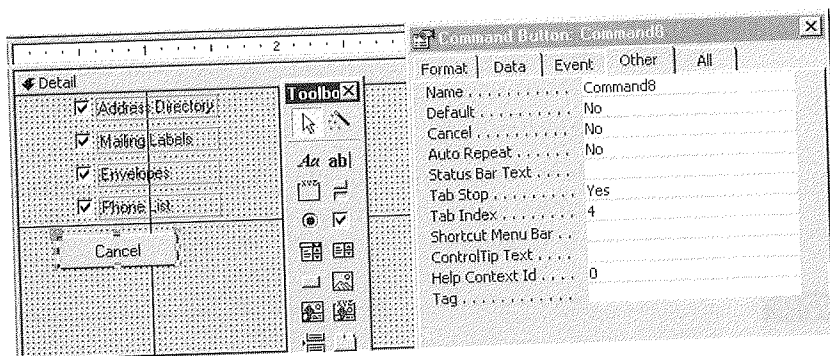 1 2
Detail
Address Directory
Mailing Labels
Envelopes
Phone List
Cancel
Toolbo
Aa ab|
xyz
Command Button: Command8
Format Data Event Other All
Name . . . . . . . . . . . Command8
Default . . . . . . . . . . No
Cancel . . . . . . . . . . . No
Auto Repeat . . . . . . No
Status Bar Text . . . .
Tab Stop . . . . . . . . . Yes
Tab Index . . . . . . . . 4
Shortcut Menu Bar . .
ControlTip Text . . . .
Help Context Id . . . . 0
Tag . . . . . . . . . . . . .